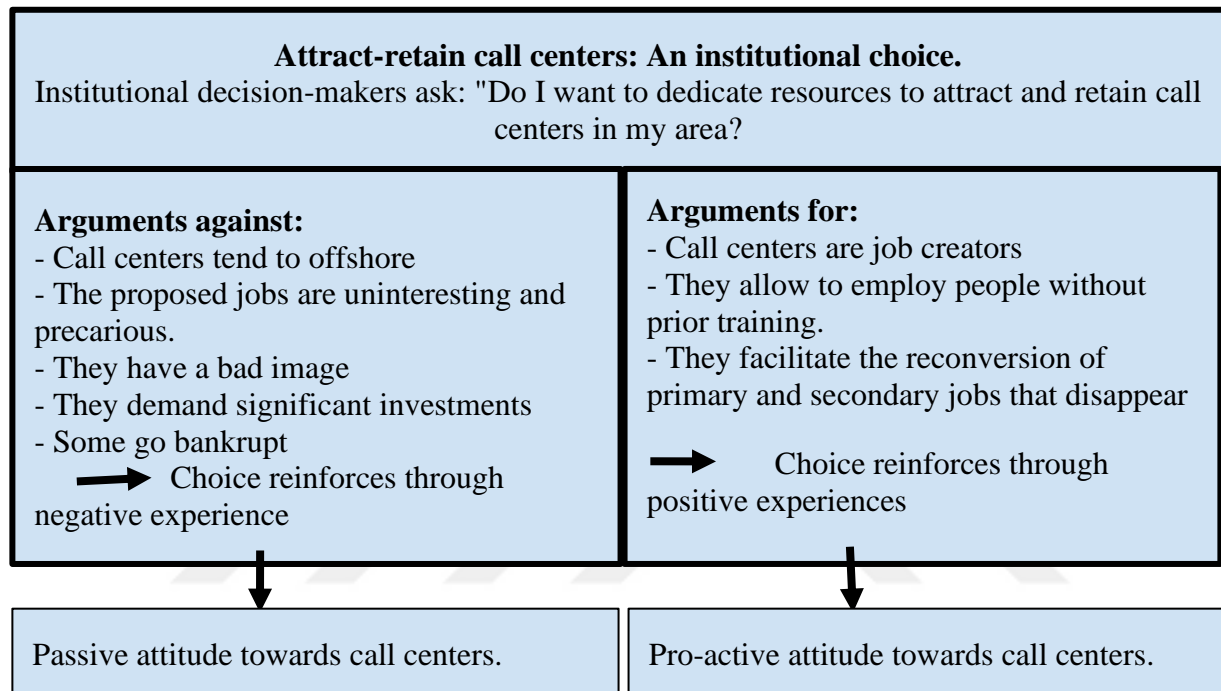 Attract-retain call centers: An institutional choice.
Institutional decision-makers ask: "Do I want to dedicate resources to attract and retain call
centers in my area?
Arguments against:
- Call centers tend to offshore
- The proposed jobs are uninteresting and
precarious.
- They have a bad image
- They demand significant investments
- Some go bankrupt
Choice reinforces through
negative experience
Arguments for:
- Call centers are job creators
- They allow to employ people without
prior training.
- They facilitate the reconversion of
primary and secondary jobs that disappear
Choice reinforces through
positive experiences
Passive attitude towards call centers.
Pro-active attitude towards call centers.